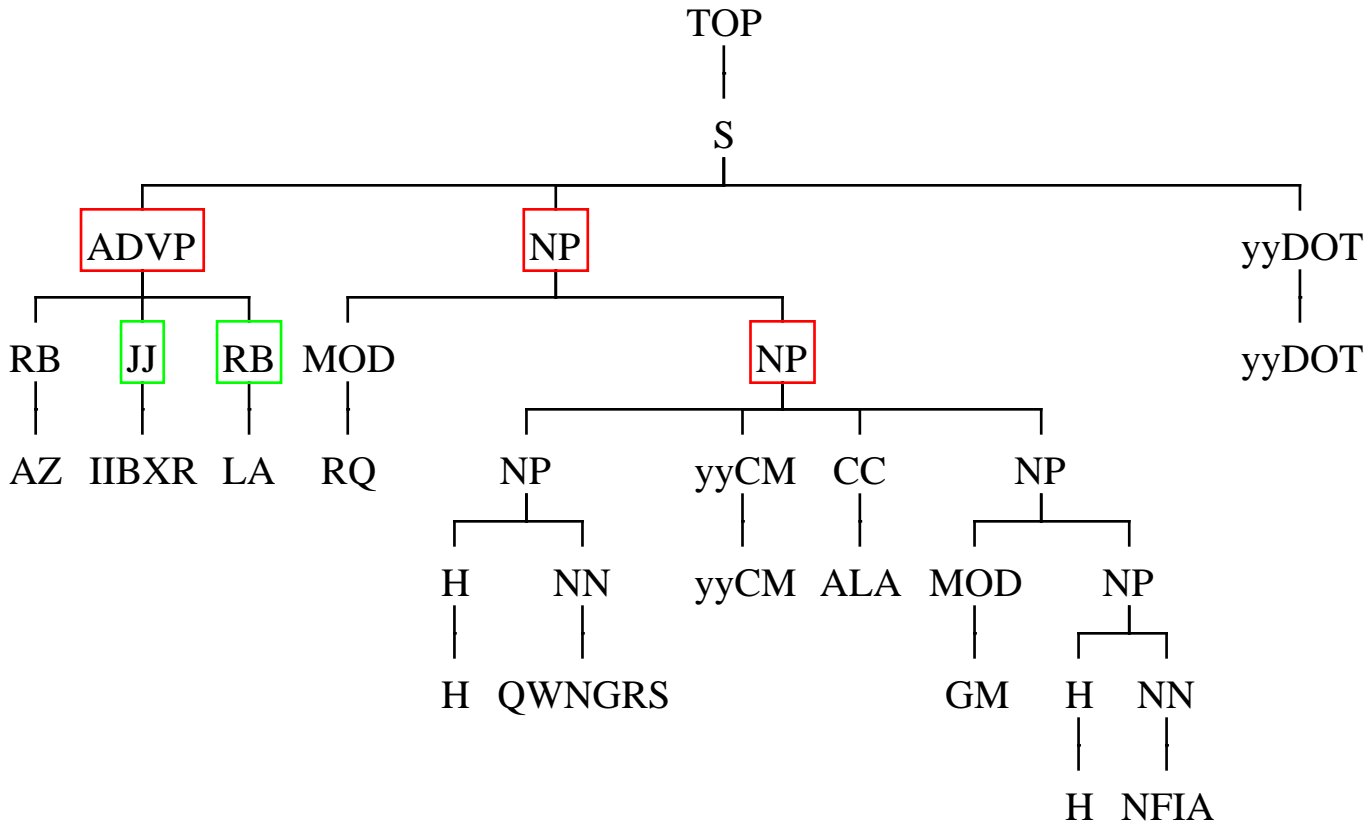 TOP
S
ADVP NP yyDOT
RB JJ RB MOD NP yyDOT
AZ IIBXR LA RQ NP yyCM CC NP
H NN yyCM ALA MOD NP
H QWNGRS GM H NN
H NFIA